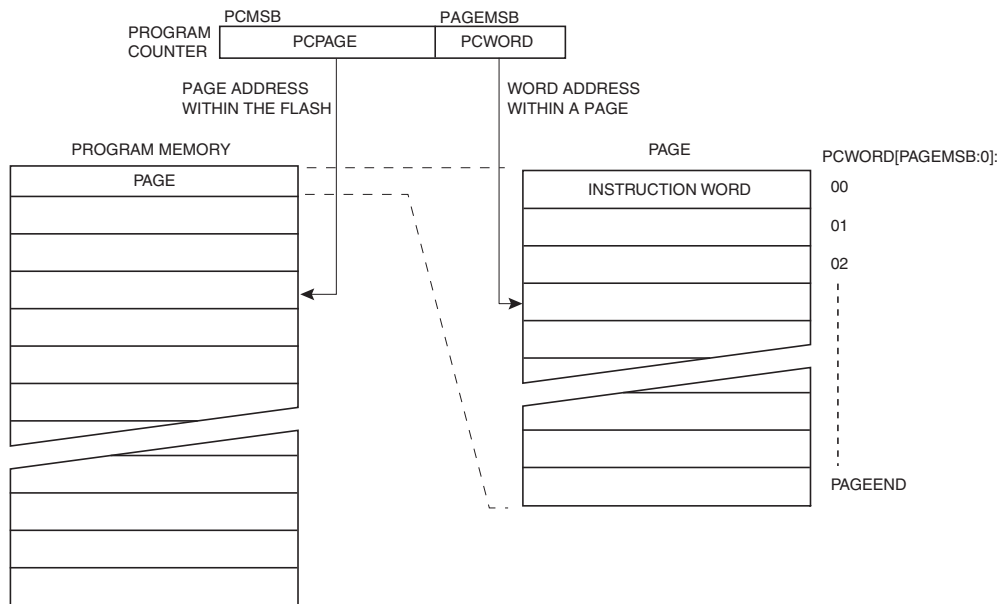 PCMSB PAGEMSB
PROGRAM
COUNTER
PCPAGE PCWORD
PAGE ADDRESS
WITHIN THE FLASH
WORD ADDRESS
WITHIN A PAGE
PROGRAM MEMORY
PAGE
PAGE
INSTRUCTION WORD
PCWORD[PAGEMSB:0]:
00
01
02
PAGEEND